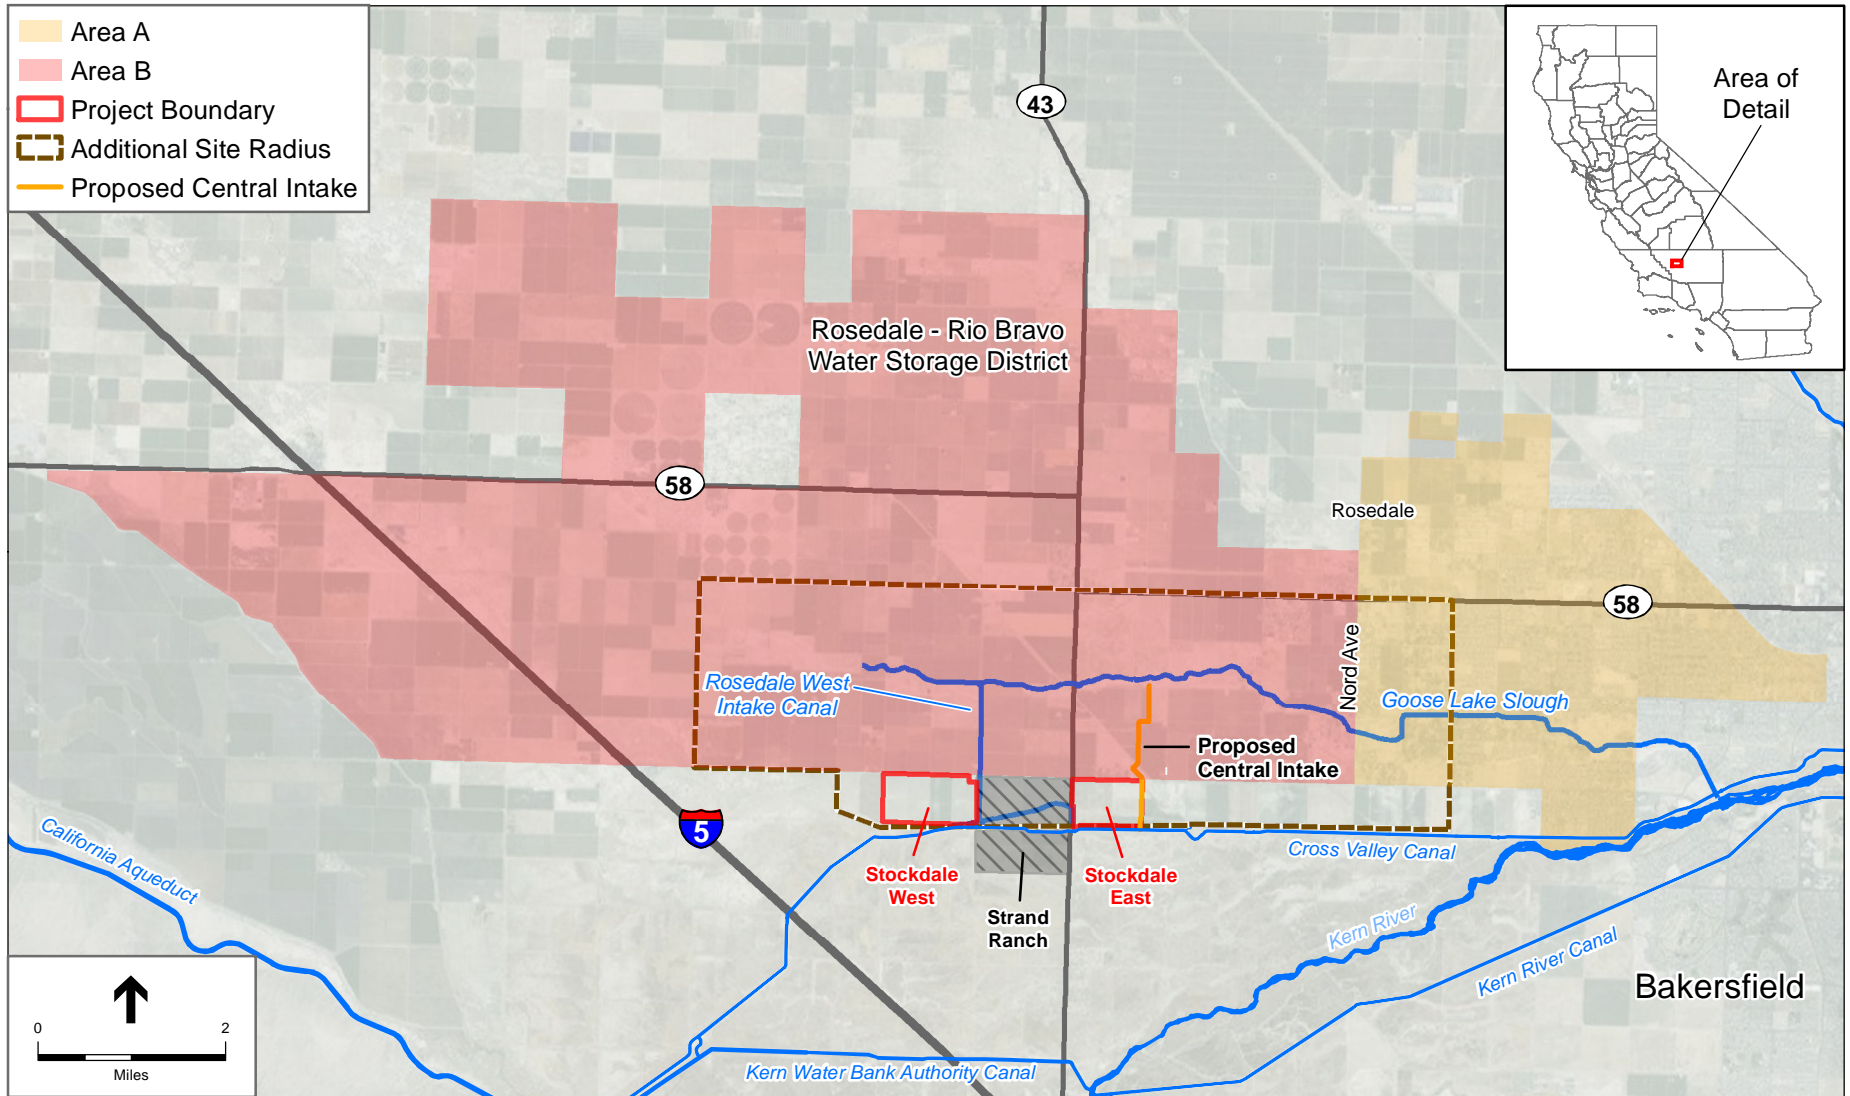 Area A
Area B
Project Boundary
Additional Site Radius
Proposed Central Intake
43
Area of
Detail
Rosedale - Rio Bravo
Water Storage District
58
Rosedale
58
Nord Ave
Rosedale West
Intake Canal
Goose Lake Slough
Proposed
Central Intake
5
California Aqueduct
Cross Valley Canal
Stockdale
West
Stockdale
East
Strand
Ranch
Kern River
Kern River Canal
Bakersfield
0 2
Miles
Kern Water Bank Authority Canal